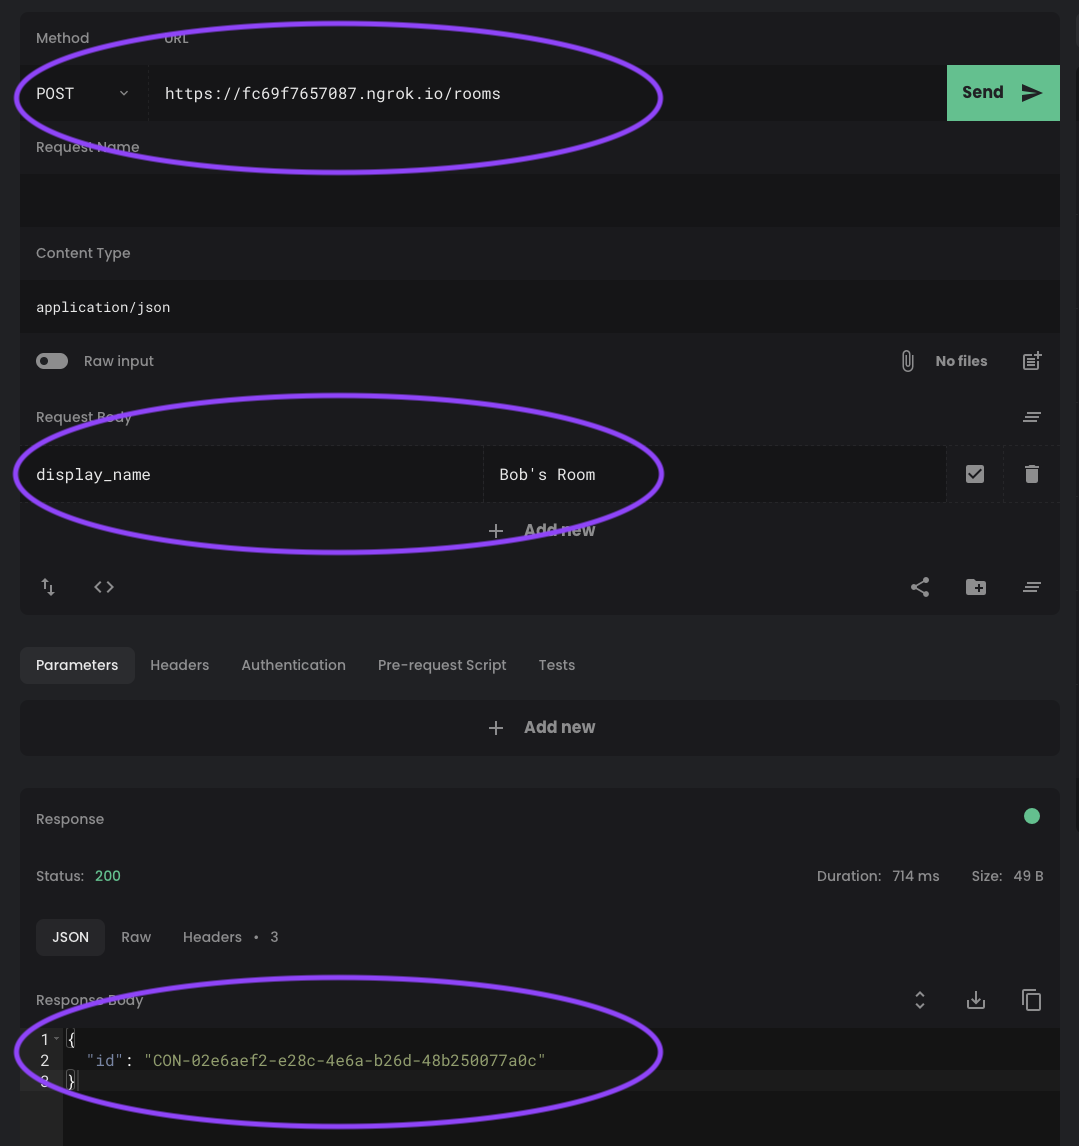 Method URL
POST https://fc69f7657087.ngrok.io/rooms Send
Request Name
Content Type
application/json
Raw input No files
Request Body
display_name Bob's Room
Add new
Parameters Headers Authentication Pre-request Script Tests
Add new
Response
Status: 200 Duration: 714 ms Size: 49 B
JSON Raw Headers • 3
Response Body
1 {
2 "id": "CON-02e6aef2-e28c-4e6a-b26d-48b250077a0c"
3 }